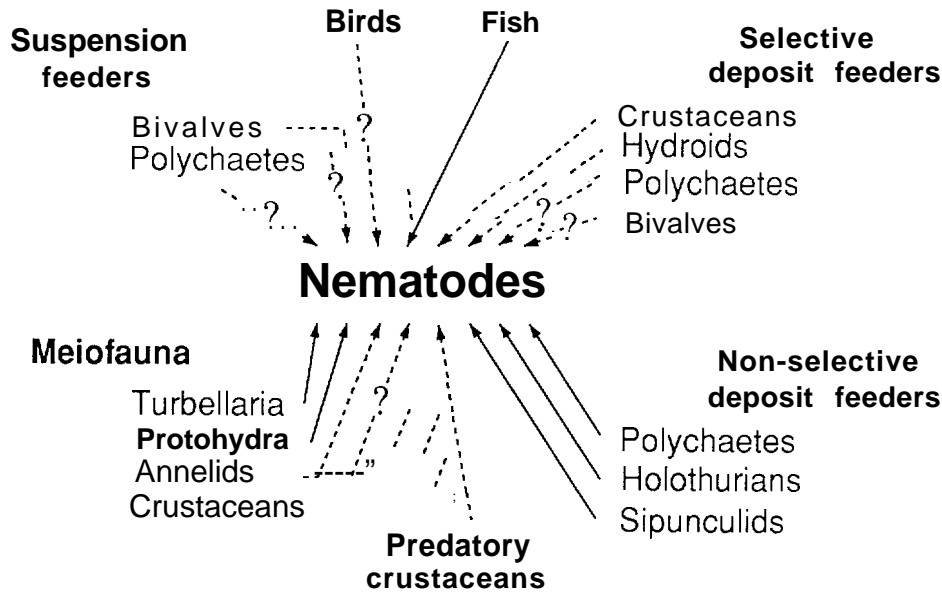 Birds
Fish
Suspension
feeders
Selective
deposit feeders
Bivalves
Polychaetes
?
?
?
Crustaceans
Hydroids
Polychaetes
Bivalves
?
?
Nematodes
Meiofauna
Turbellaria
Protohydra
Annelids
Crustaceans
?
Non-selective
deposit feeders
Polychaetes
Holothurians
Sipunculids
Predatory
crustaceans